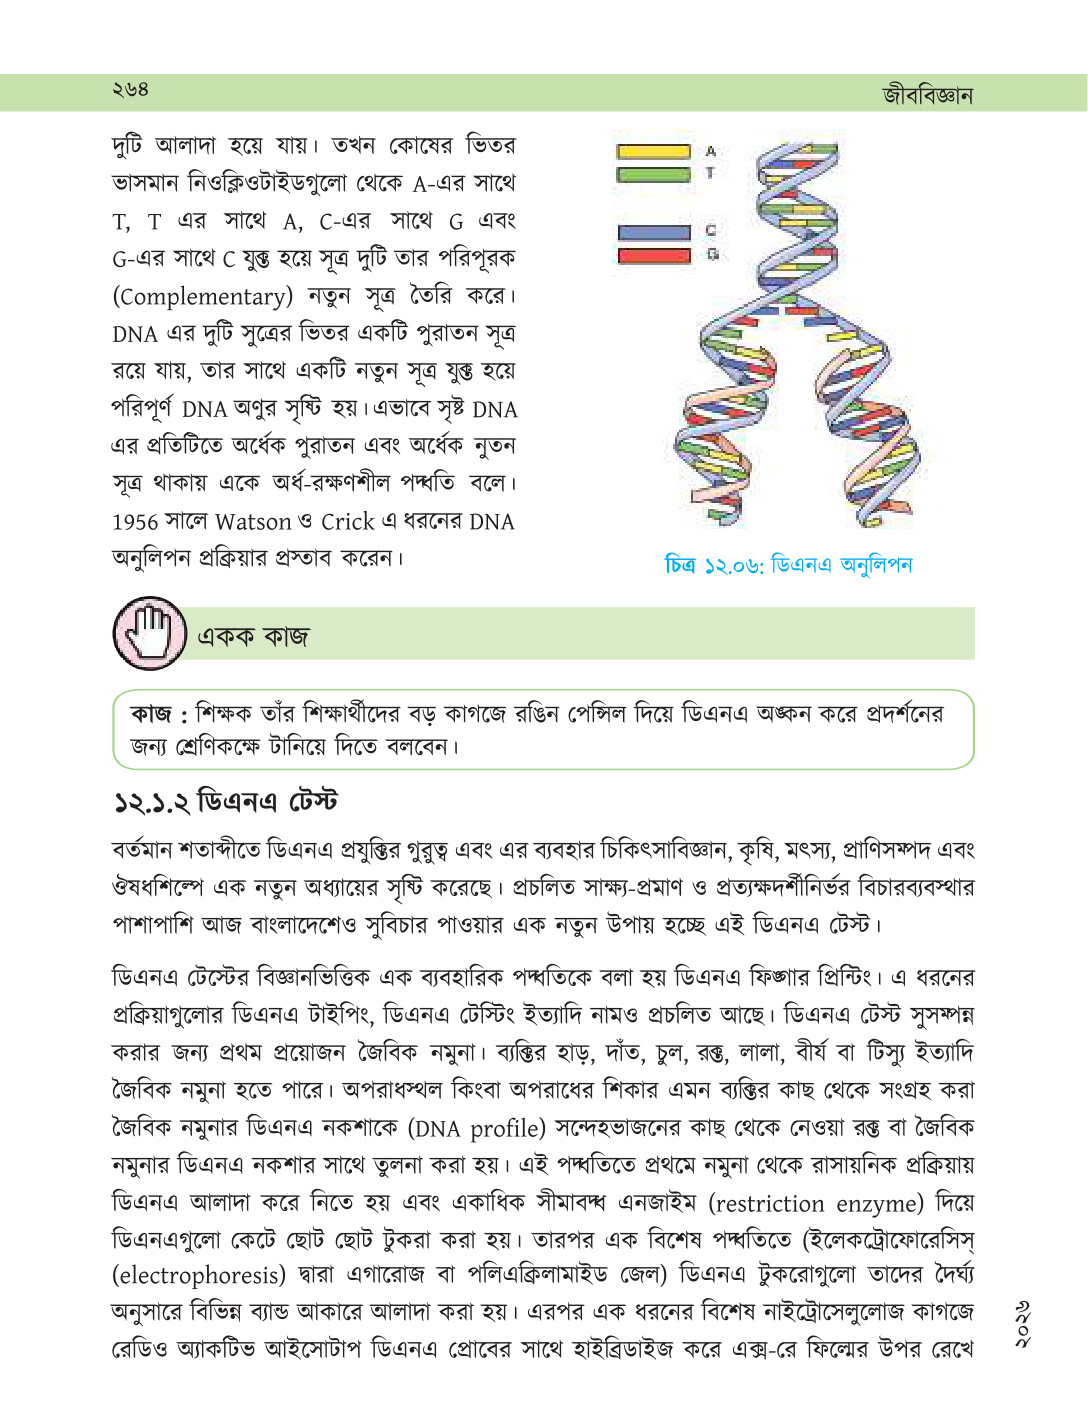 ২৬৪
জীববিজ্ঞান
দুটি আলাদা হয়ে যায়। তখন কোষের ভিতর
ভাসমান নিওক্লিওটাইডগুলো থেকে A-এর সাথে
T, T এর সাথে A, C-এর সাথে G এবং
G-এর সাথে C যুক্ত হয়ে সূত্র দুটি তার পরিপূরক
(Complementary) নতুন সূত্র তৈরি করে।
DNA এর দুটি সুত্রের ভিতর একটি পুরাতন সূত্র
রয়ে যায়, তার সাথে একটি নতুন সূত্র যুক্ত হয়ে
পরিপূর্ণ DNA অণুর সৃষ্টি হয়। এভাবে সৃষ্ট DNA
এর প্রতিটিতে অর্ধেক পুরাতন এবং অর্ধেক নুতন
সূত্র থাকায় একে অর্ধ-রক্ষণশীল পদ্ধতি বলে।
1956 সালে Watson ও Crick এ ধরনের DNA
অনুলিপন প্রক্রিয়ার প্রস্তাব করেন।
A
T
C
G
চিত্র ১২.০৬: ডিএনএ অনুলিপন
একক কাজ
কাজ : শিক্ষক তাঁর শিক্ষার্থীদের বড় কাগজে রঙিন পেন্সিল দিয়ে ডিএনএ অঙ্কন করে প্রদর্শনের
জন্য শ্রেণিকক্ষে টানিয়ে দিতে বলবেন।
১২.১.২ ডিএনএ টেস্ট
বর্তমান শতাব্দীতে ডিএনএ প্রযুক্তির গুরুত্ব এবং এর ব্যবহার চিকিৎসাবিজ্ঞান, কৃষি, মৎস্য, প্রাণিসম্পদ এবং
ঔষধশিল্পে এক নতুন অধ্যায়ের সৃষ্টি করেছে। প্রচলিত সাক্ষ্য-প্রমাণ ও প্রত্যক্ষদর্শীনির্ভর বিচারব্যবস্থার
পাশাপাশি আজ বাংলাদেশেও সুবিচার পাওয়ার এক নতুন উপায় হচ্ছে এই ডিএনএ টেস্ট।
ডিএনএ টেস্টের বিজ্ঞানভিত্তিক এক ব্যবহারিক পদ্ধতিকে বলা হয় ডিএনএ ফিঙ্গার প্রিন্টিং। এ ধরনের
প্রক্রিয়াগুলোর ডিএনএ টাইপিং, ডিএনএ টেস্টিং ইত্যাদি নামও প্রচলিত আছে। ডিএনএ টেস্ট সুসম্পন্ন
করার জন্য প্রথম প্রয়োজন জৈবিক নমুনা। ব্যক্তির হাড়, দাঁত, চুল, রক্ত, লালা, বীর্য বা টিস্যু ইত্যাদি
জৈবিক নমুনা হতে পারে। অপরাধস্থল কিংবা অপরাধের শিকার এমন ব্যক্তির কাছ থেকে সংগ্রহ করা
জৈবিক নমুনার ডিএনএ নকশাকে (DNA profile) সন্দেহভাজনের কাছ থেকে নেওয়া রক্ত বা জৈবিক
নমুনার ডিএনএ নকশার সাথে তুলনা করা হয়। এই পদ্ধতিতে প্রথমে নমুনা থেকে রাসায়নিক প্রক্রিয়ায়
ডিএনএ আলাদা করে নিতে হয় এবং একাধিক সীমাবদ্ধ এনজাইম (restriction enzyme) দিয়ে
ডিএনএগুলো কেটে ছোট ছোট টুকরা করা হয়। তারপর এক বিশেষ পদ্ধতিতে (ইলেকট্রোফোরেসিস্
(electrophoresis) দ্বারা এগারোজ বা পলিএক্রিলামাইড জেল) ডিএনএ টুকরোগুলো তাদের দৈর্ঘ্য
অনুসারে বিভিন্ন ব্যান্ড আকারে আলাদা করা হয়। এরপর এক ধরনের বিশেষ নাইট্রোসেলুলোজ কাগজে
রেডিও অ্যাকটিভ আইসোটাপ ডিএনএ প্রোবের সাথে হাইব্রিডাইজ করে এক্স-রে ফিল্মের উপর রেখে
২০২৬